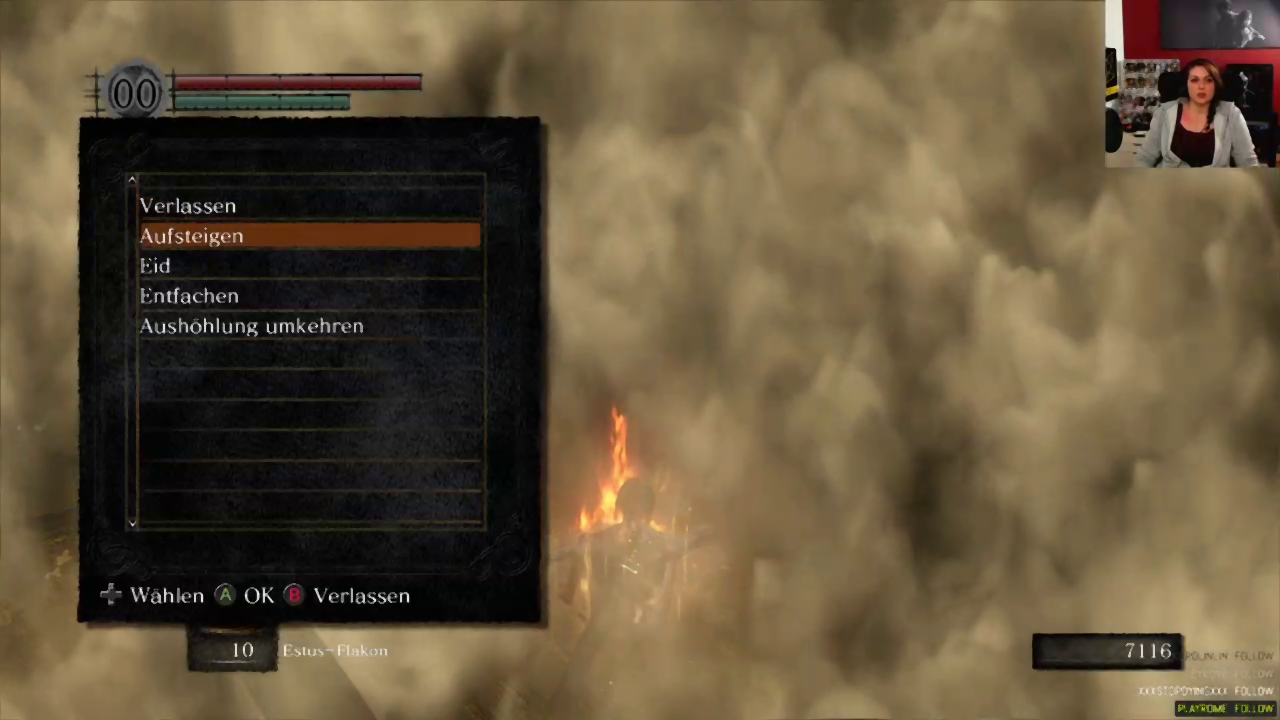 00
Verlassen
Aufsteigen
Eid
Entfachen
Aushöhlung umkehren
Wählen A OK B Verlassen
10 Estus-Flakon
7116
FOLLOW
FOLLOW
XXXSTOPDYINGXXX FOLLOW
PLAYROME FOLLOW